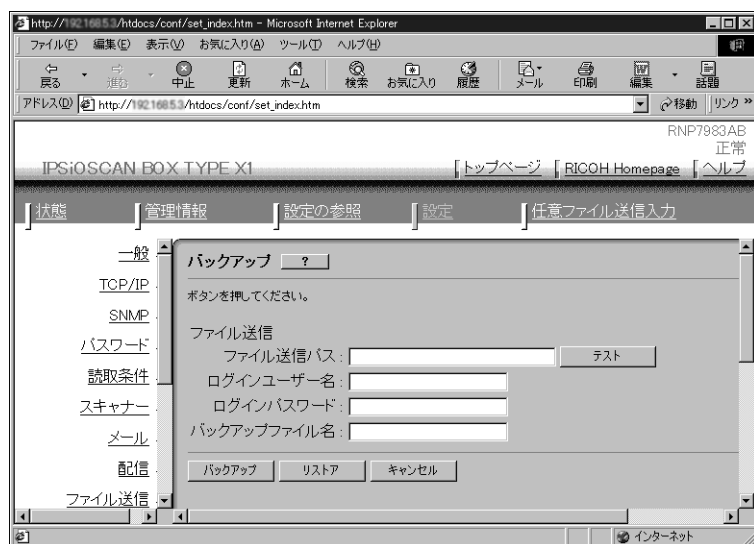 http://192.168.5.3/htdocs/conf/set_index.htm - Microsoft Internet Explorer
ファイル(F) 編集(E) 表示(V) お気に入り(A) ツール(T) ヘルプ(H)
戻る 進む 中止 更新 ホーム 検索 お気に入り 履歴 メール 印刷 編集 話題
アドレス(D) http://192.168.5.3/htdocs/conf/set_index.htm 移動 リンク »
RNP7983AB
正常
IPSiOSCAN BOX TYPE X1 トップページ RICOH Homepage ヘルプ
状態 管理情報 設定の参照 設定 任意ファイル送信入力
一般
TCP/IP
SNMP
パスワード
読取条件
スキャナー
メール
配信
ファイル送信
バックアップ ?
ボタンを押してください。
ファイル送信
ファイル送信パス : テスト
ログインユーザー名 :
ログインパスワード :
バックアップファイル名 :
バックアップ リストア キャンセル
インターネット